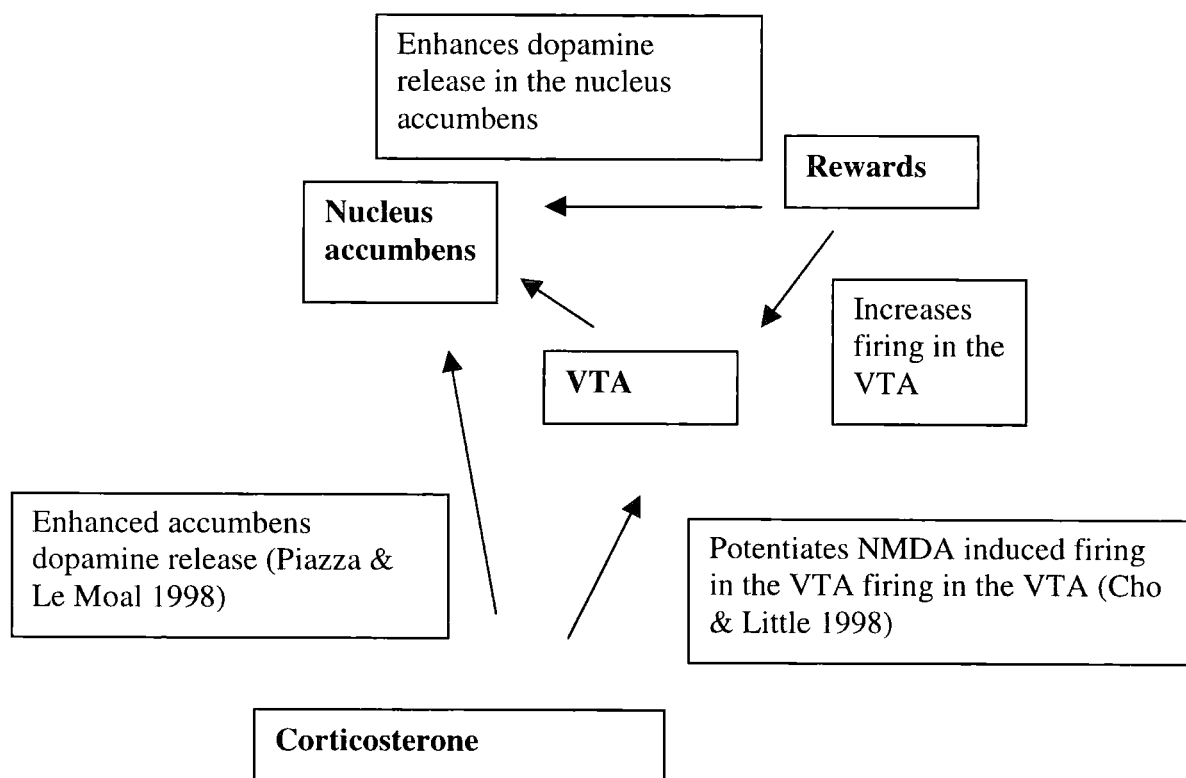 Enhances dopamine
release in the nucleus
accumbens
Rewards
Nucleus
accumbens
Increases
firing in the
VTA
VTA
Enhanced accumbens
dopamine release (Piazza &
Le Moal 1998)
Potentiates NMDA induced firing
in the VTA firing in the VTA (Cho
& Little 1998)
Corticosterone